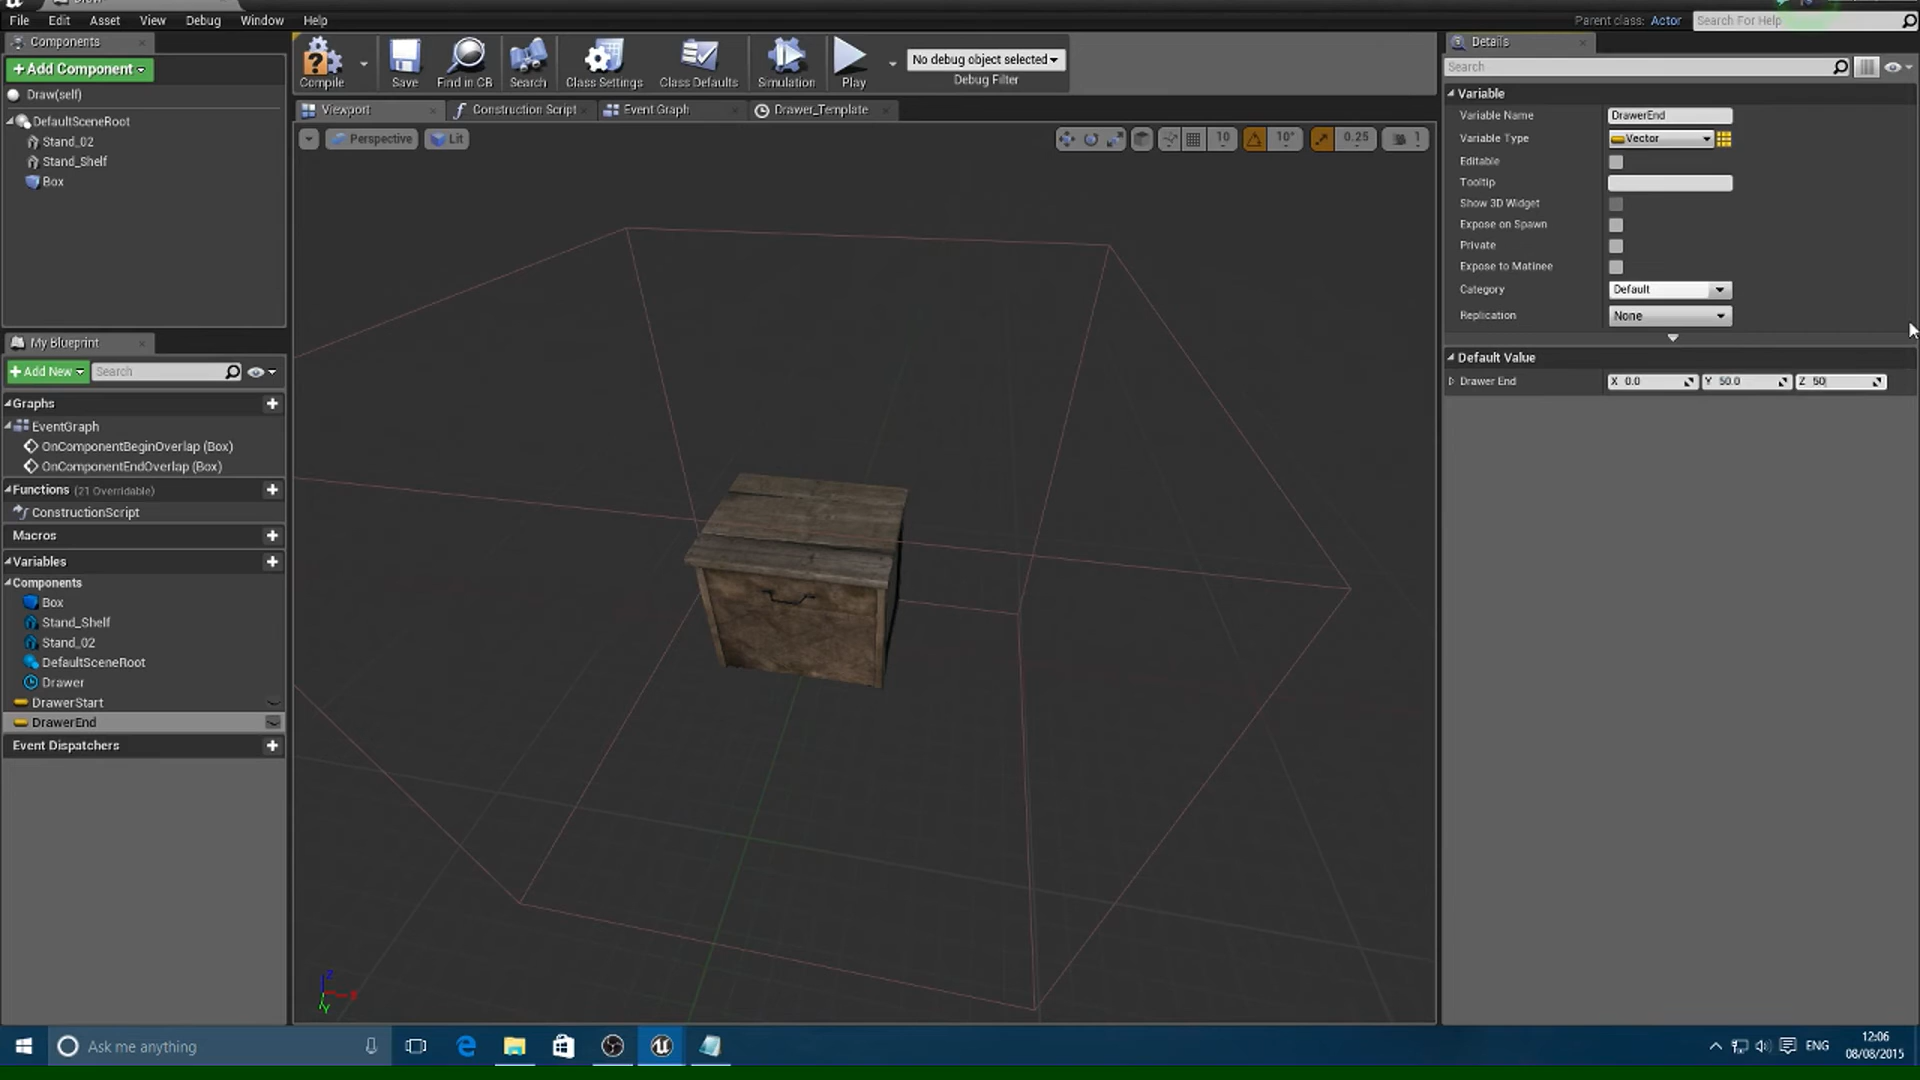 File Edit Asset View Debug Window Help
Parent class: Actor
Search For Help
Components
+Add Component
Draw(self)
DefaultSceneRoot
Stand_02
Stand_Shelf
Box
Compile
Save
Find in CB
Search
Class Settings
Class Defaults
Simulation
Play
No debug object selected
Debug Filter
Viewport
Construction Script
Event Graph
Drawer_Template
Perspective
Lit
10
10°
0.25
1
My Blueprint
+Add New
Search
Graphs
EventGraph
OnComponentBeginOverlap (Box)
OnComponentEndOverlap (Box)
Functions (21 Overridable)
ConstructionScript
Macros
Variables
Components
Box
Stand_Shelf
Stand_02
DefaultSceneRoot
Drawer
DrawerStart
DrawerEnd
Event Dispatchers
Z
X
Y
Details
Search
Variable
Variable Name DrawerEnd
Variable Type Vector
Editable
Tooltip
Show 3D Widget
Expose on Spawn
Private
Expose to Matinee
Category Default
Replication None
Default Value
Drawer End X 0.0 Y 50.0 Z 50
Ask me anything
ENG
12:06
08/08/2015